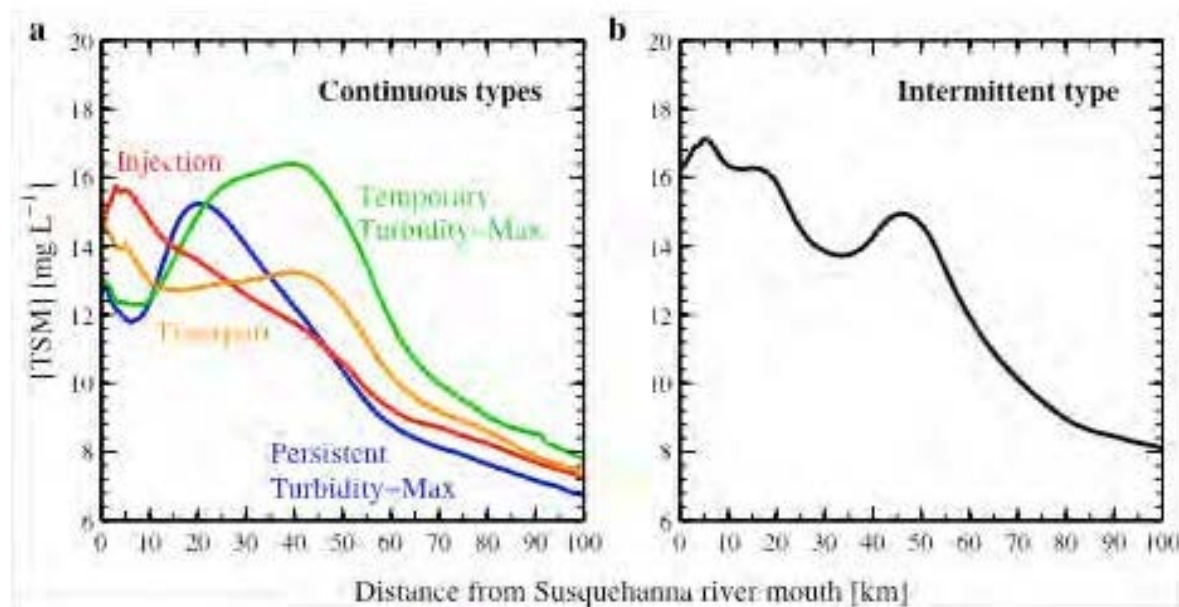 a
b
20
18
16
14
12
10
8
6
[TSM] [mg L⁻¹]
Continuous types
Injection
Temporary
Turbidity-Max.
Transport
Persistent
Turbidity-Max
0 10 20 30 40 50 60 70 80 90 100
20
18
16
14
12
10
8
6
Intermittent type
0 10 20 30 40 50 60 70 80 90 100
Distance from Susquehanna river mouth [km]